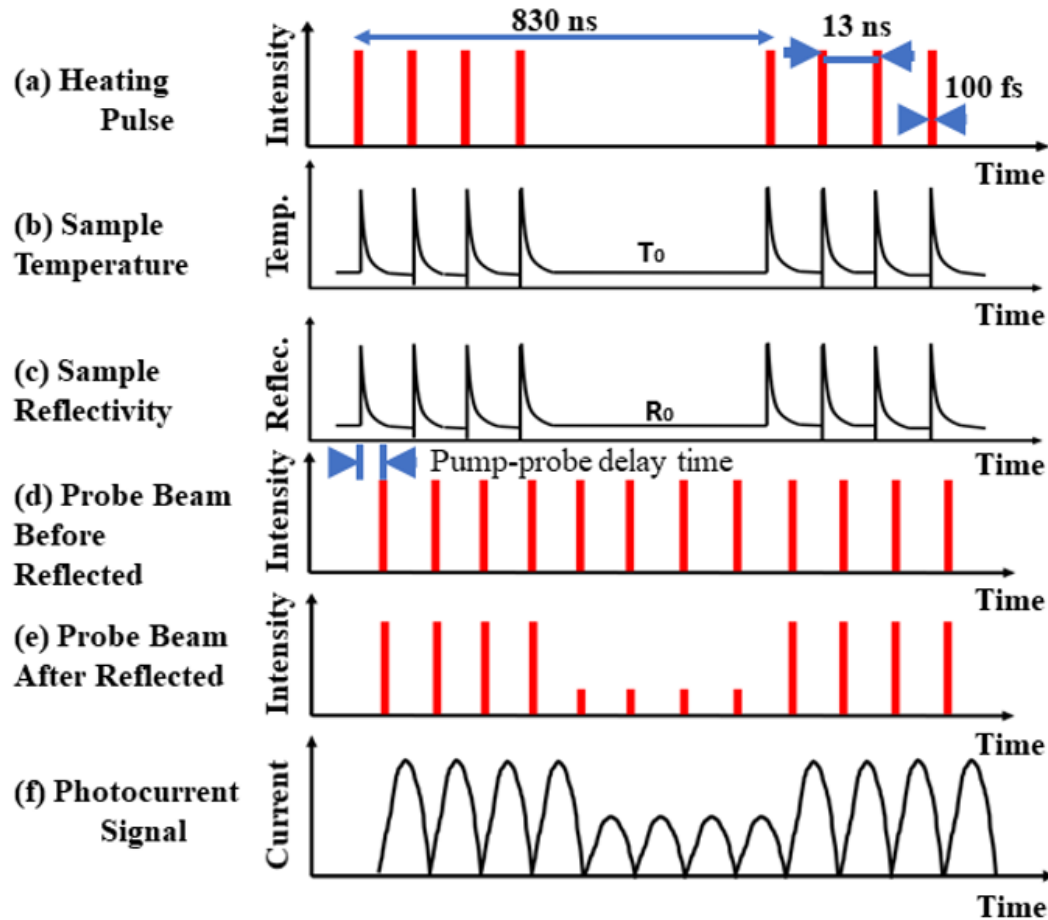 830 ns
13 ns
(a) Heating
Pulse
Intensity
100 fs
Time
(b) Sample
Temperature
Temp.
T₀
Time
(c) Sample
Reflectivity
Reflec.
R₀
Time
Pump-probe delay time
(d) Probe Beam
Before
Reflected
Intensity
Time
(e) Probe Beam
After Reflected
Intensity
Time
(f) Photocurrent
Signal
Current
Time